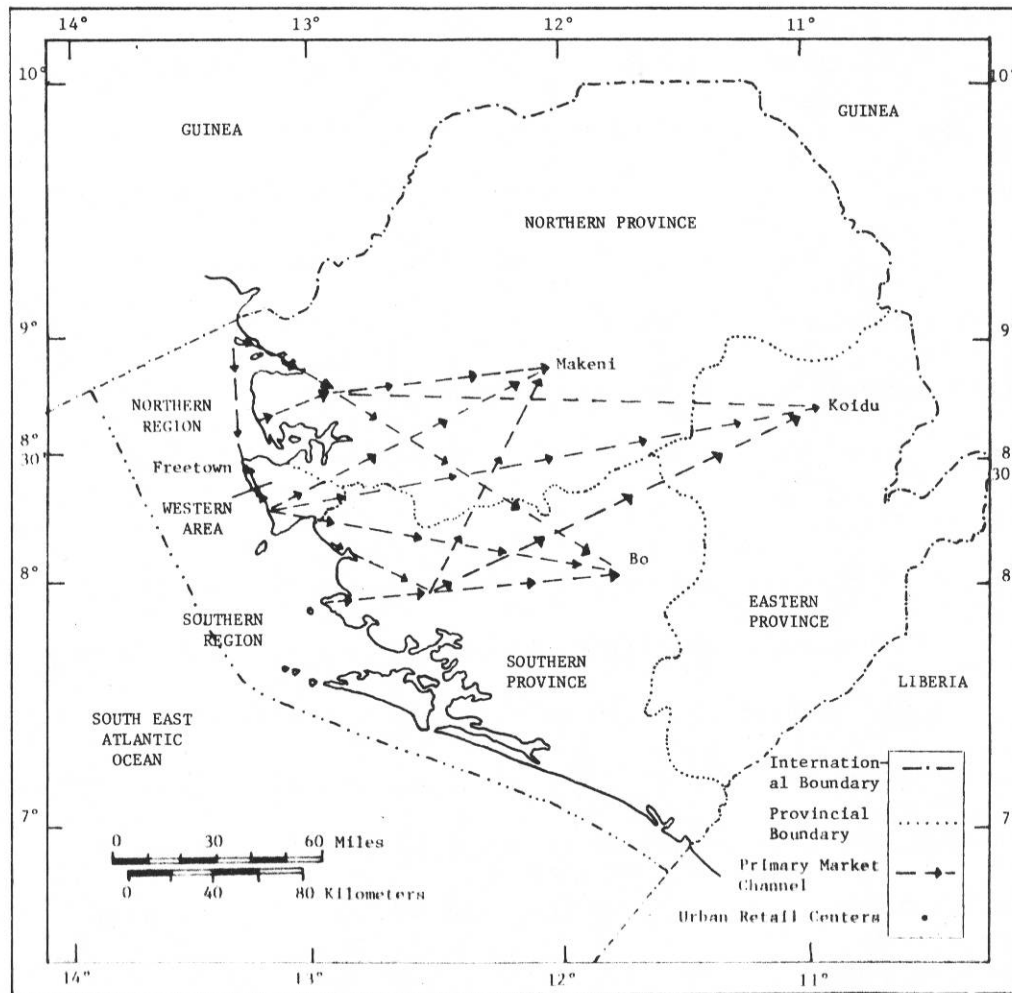 14°
13°
12°
11°
10°
10°
GUINEA
GUINEA
NORTHERN PROVINCE
9°
9
Makeni
Koidu
NORTHERN
REGION
8°
30'
8
30
Freetown
WESTERN
AREA
Bo
8°
8
SOUTHERN
REGION
EASTERN
PROVINCE
SOUTHERN
PROVINCE
LIBERIA
SOUTH EAST
ATLANTIC
OCEAN
Internation-
al Boundary
Provincial
Boundary
Primary Market
Channel
Urban Retail Centers
7°
7
0 30 60 Miles
0 40 80 Kilometers
14°
13°
12°
11°